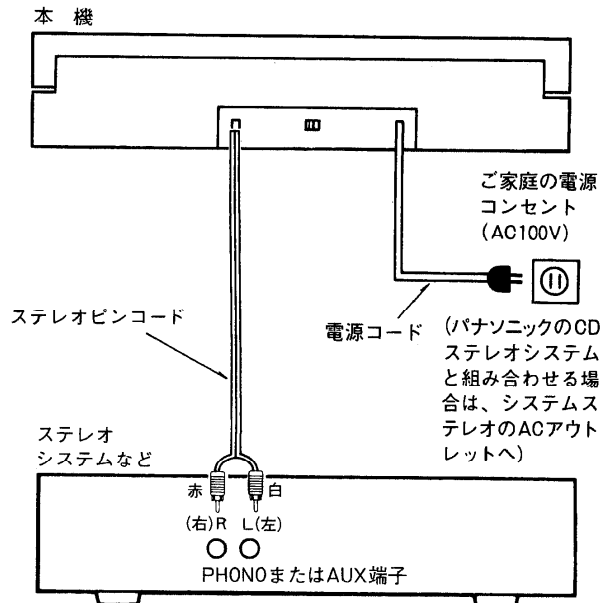 本 機
ご家庭の電源
コンセント
(AC100V)
ステレオピンコード
電源コード
(パナソニックのCD
ステレオシステム
と組み合わせる場
合は、システムス
テレオのACアウト
レットへ)
ステレオ
システムなど
赤 白
(右)R L(左)
PHONOまたはAUX端子